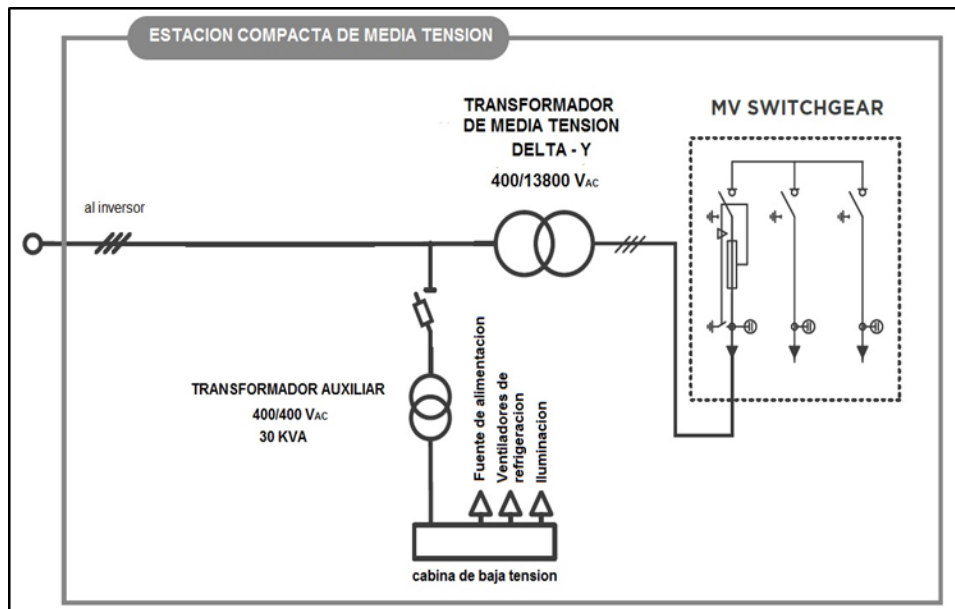 ESTACION COMPACTA DE MEDIA TENSION
TRANSFORMADOR
DE MEDIA TENSION
DELTA - Y
400/13800 VAC
MV SWITCHGEAR
al inversor
TRANSFORMADOR AUXILIAR
400/400 VAC
30 KVA
Fuente de alimentacion
Ventiladores de
refrigeracion
Iluminacion
cabina de baja tension